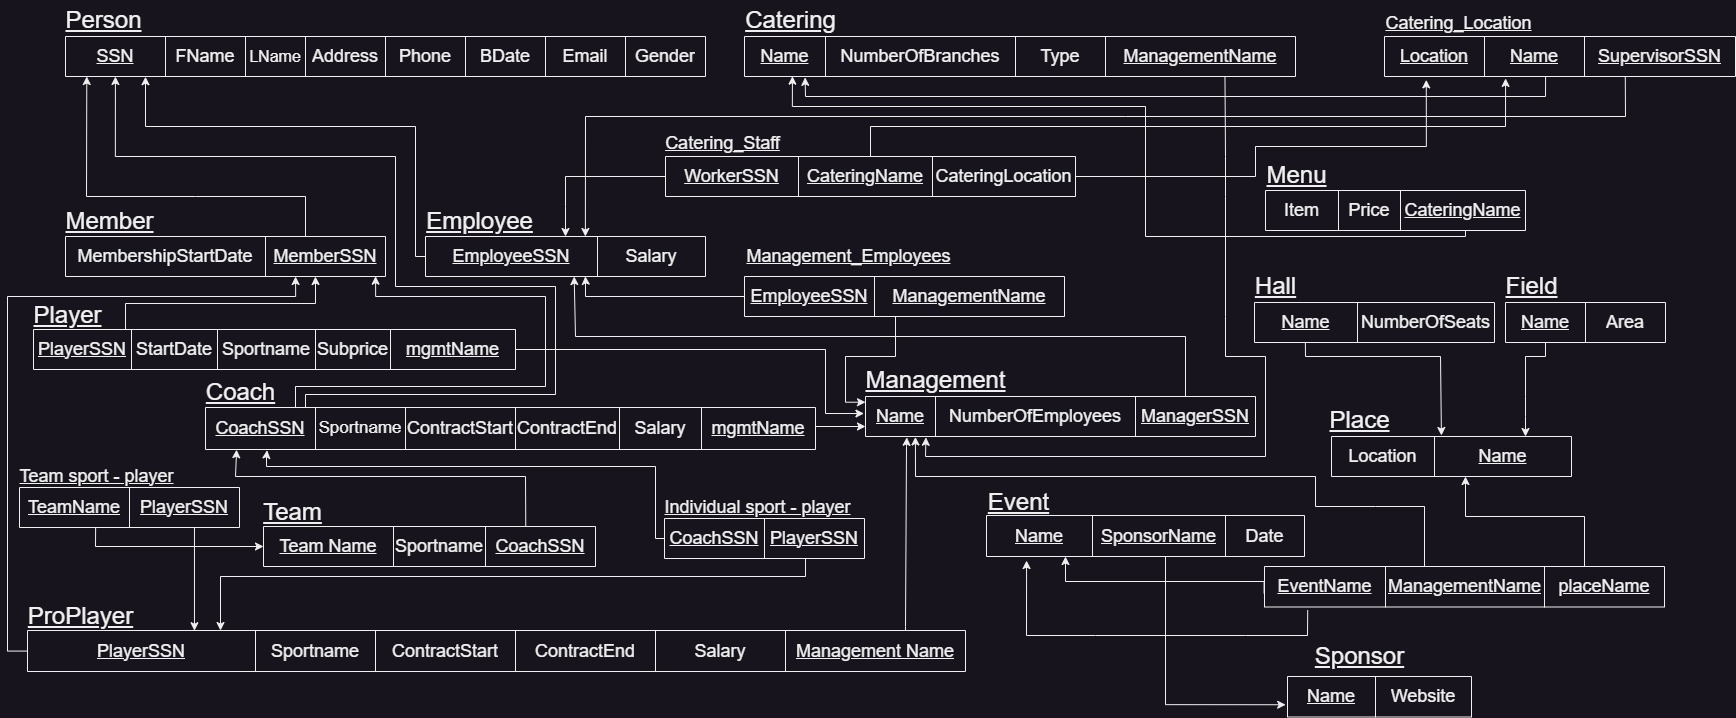 Person
SSN FName LName Address Phone BDate Email Gender
Catering
Name NumberOfBranches Type ManagementName
Catering_Location
Location Name SupervisorSSN
Catering_Staff
WorkerSSN CateringName CateringLocation
Menu
Item Price CateringName
Member
MembershipStartDate MemberSSN
Employee
EmployeeSSN Salary
Management_Employees
EmployeeSSN ManagementName
Hall
Name NumberOfSeats
Field
Name Area
Player
PlayerSSN StartDate Sportname Subprice mgmtName
Coach
CoachSSN Sportname ContractStart ContractEnd Salary mgmtName
Management
Name NumberOfEmployees ManagerSSN
Place
Location Name
Team sport - player
TeamName PlayerSSN
Team
Team Name Sportname CoachSSN
Individual sport - player
CoachSSN PlayerSSN
Event
Name SponsorName Date
EventName ManagementName placeName
ProPlayer
PlayerSSN Sportname ContractStart ContractEnd Salary Management Name
Sponsor
Name Website